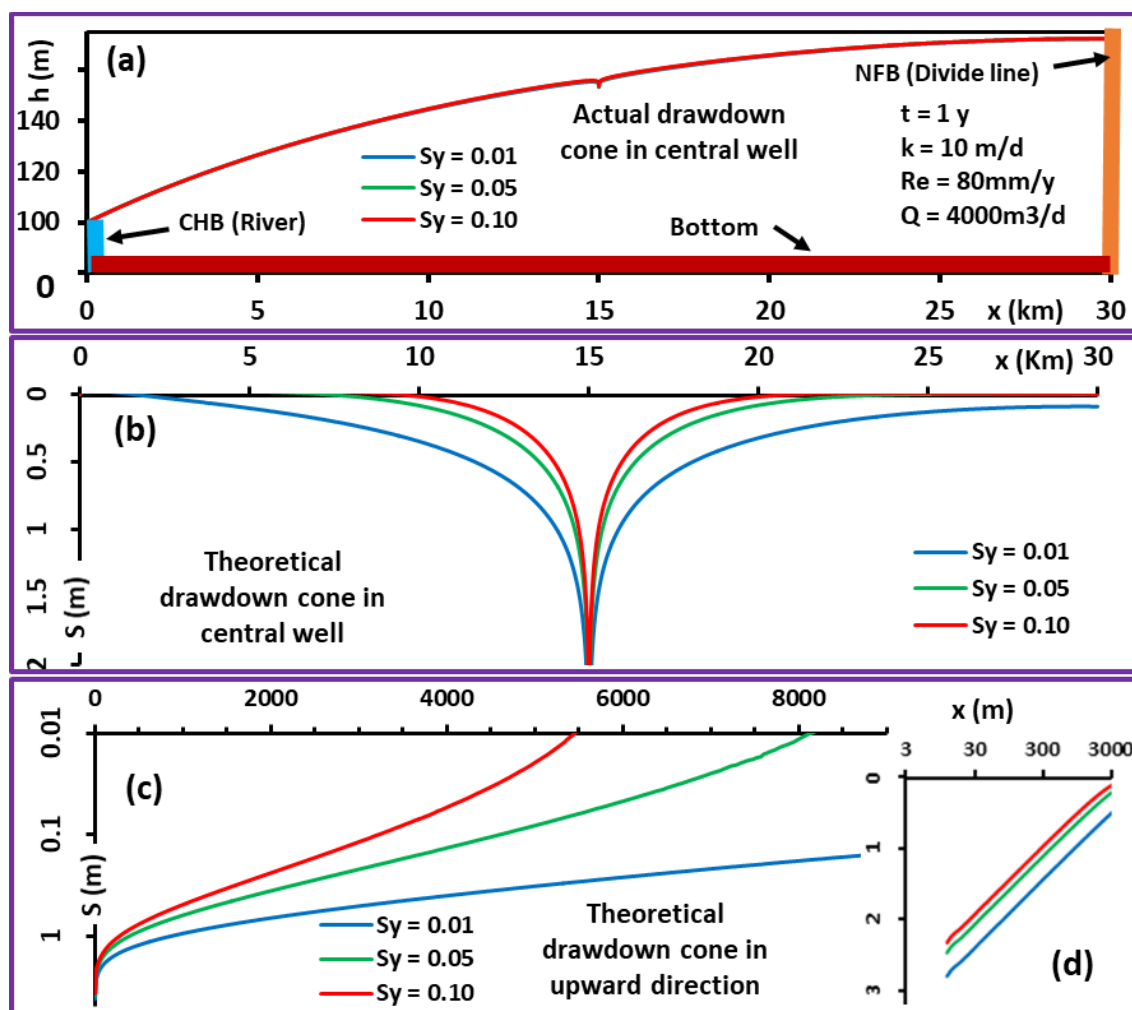 (a)
h (m)
140
120
100
0
NFB (Divide line)
t = 1 y
k = 10 m/d
Re = 80mm/y
Q = 4000m3/d
Actual drawdown
cone in central well
Sy = 0.01
Sy = 0.05
Sy = 0.10
CHB (River)
Bottom
0 5 10 15 20 25 x (km) 30
0 5 10 15 20 25 x (Km) 30
(b)
0
0.5
1
1.5
2
S (m)
Theoretical
drawdown cone in
central well
Sy = 0.01
Sy = 0.05
Sy = 0.10
0 2000 4000 6000 8000
0.01
0.1
1
S (m)
(c)
Sy = 0.01
Sy = 0.05
Sy = 0.10
Theoretical
drawdown cone in
upward direction
x (m)
3 30 300 3000
0
1
2
3
(d)